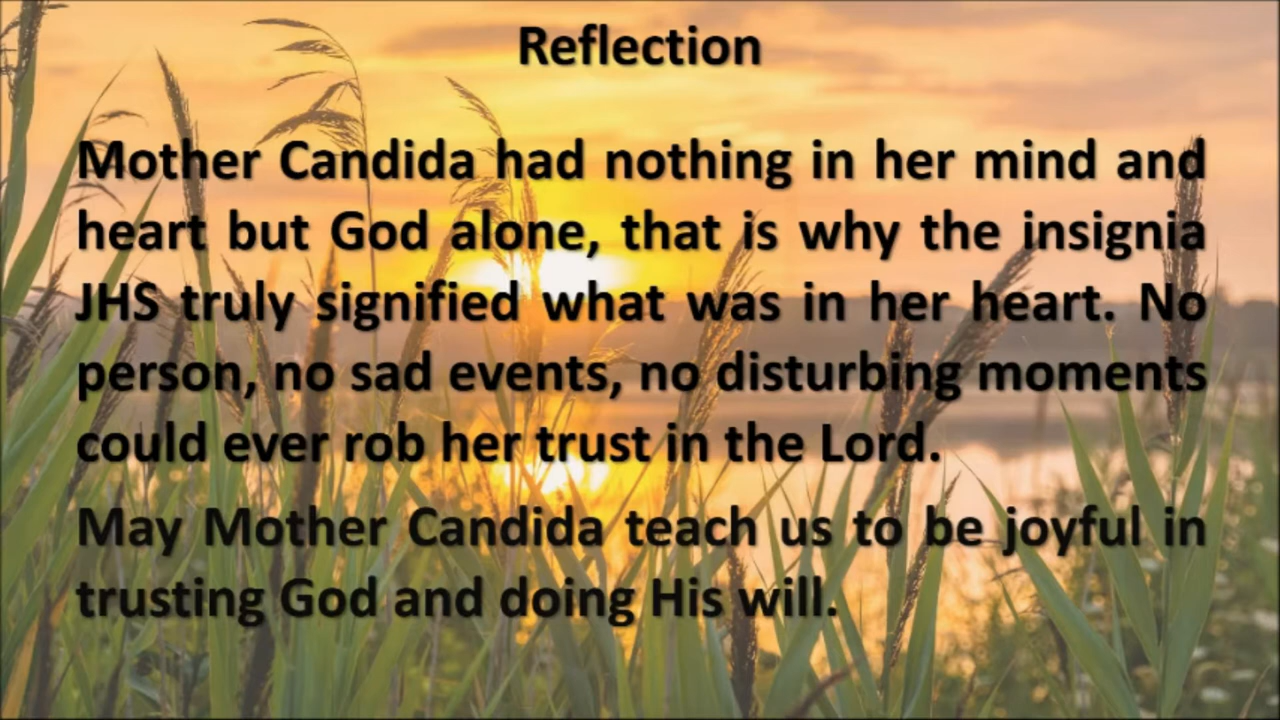 Reflection
Mother Candida had nothing in her mind and
heart but God alone, that is why the insignia
JHS truly signified what was in her heart. No
person, no sad events, no disturbing moments
could ever rob her trust in the Lord.
May Mother Candida teach us to be joyful in
trusting God and doing His will.